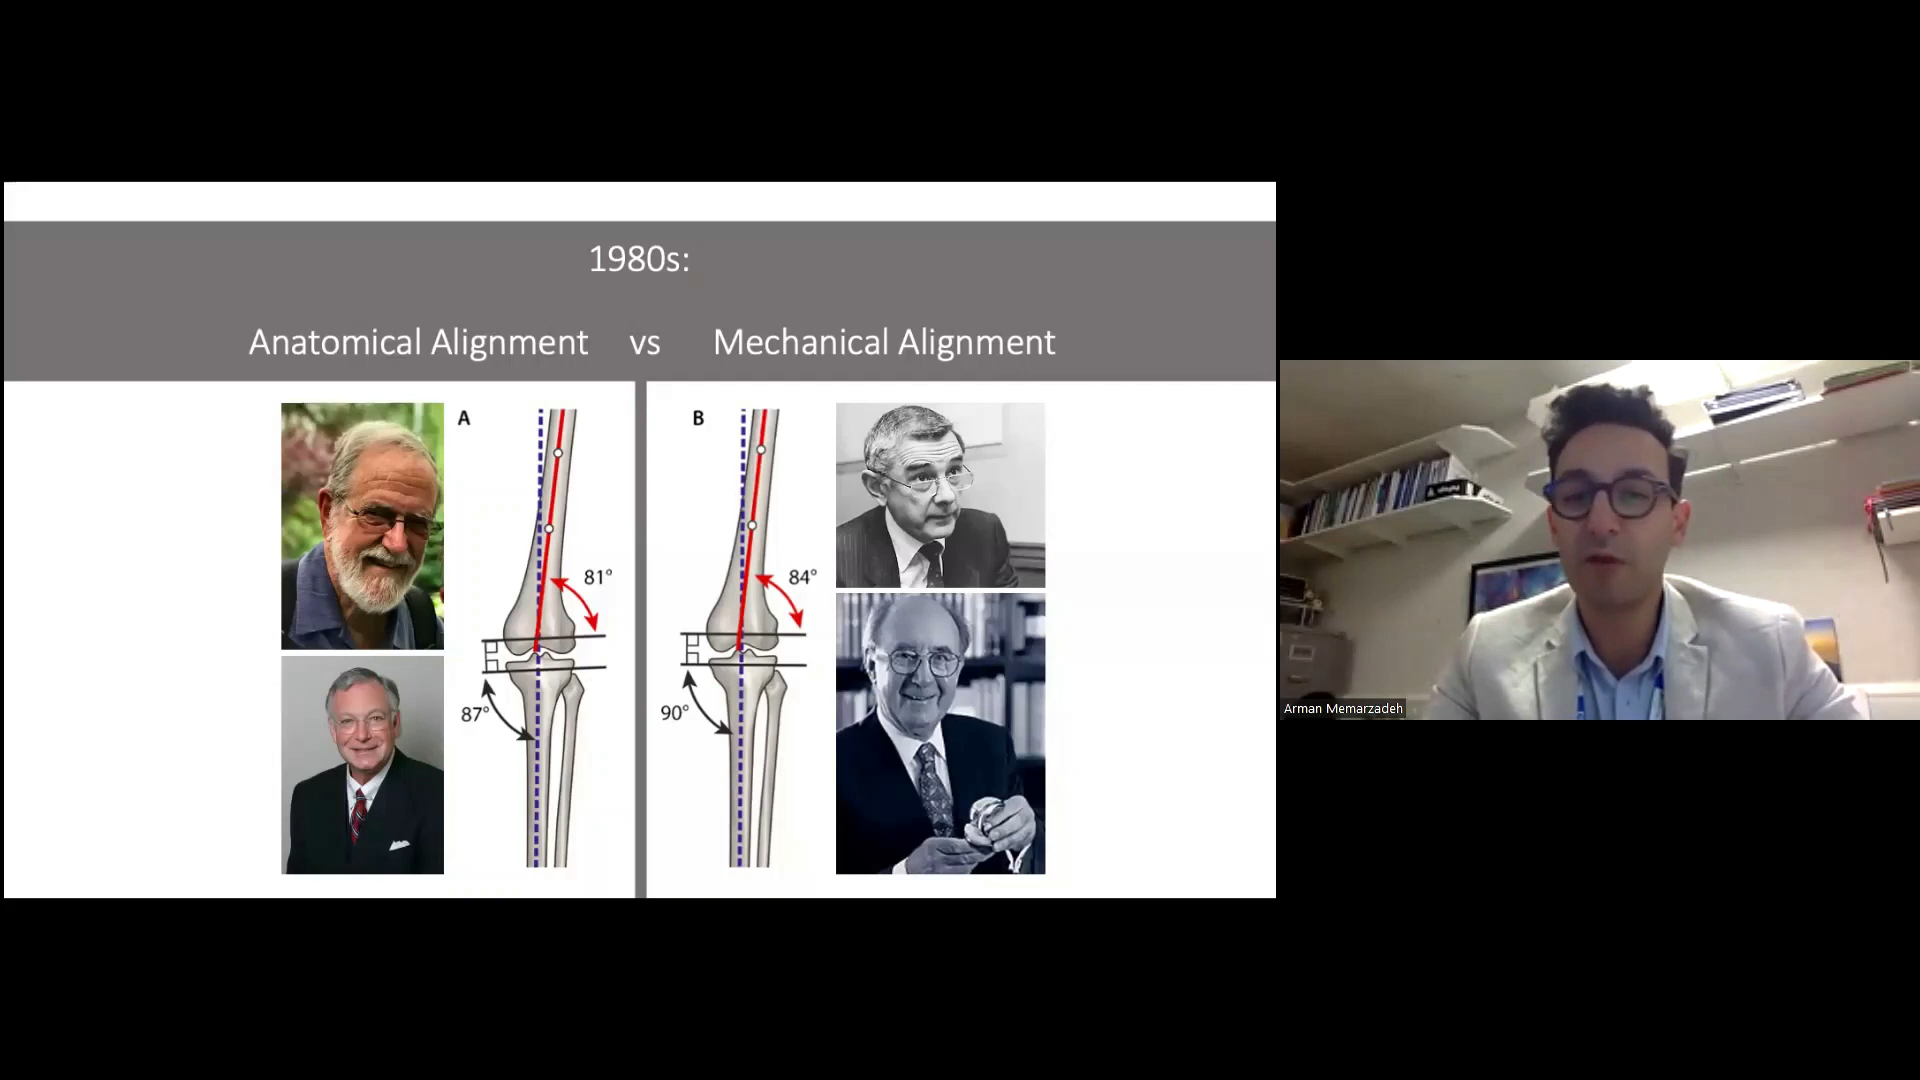 1980s:
Anatomical Alignment vs Mechanical Alignment
A
81°
87°
B
84°
90°
Arman Memarzadeh